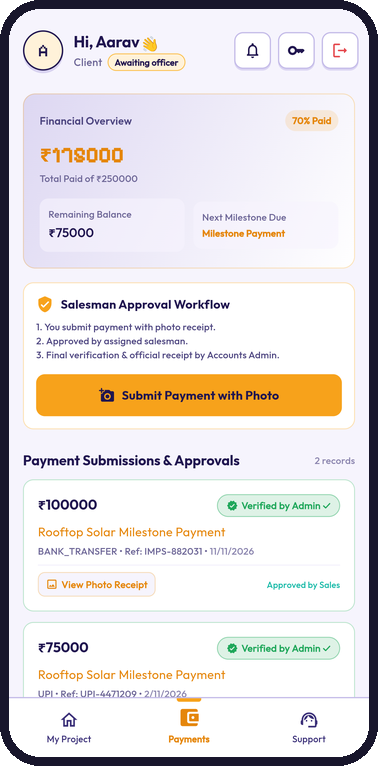 A
Hi, Aarav 👋
Client Awaiting officer
Financial Overview
70% Paid
Total Paid of ₹250000
Remaining Balance
₹75000
Next Milestone Due
Milestone Payment
Salesman Approval Workflow
1. You submit payment with photo receipt.
2. Approved by assigned salesman.
3. Final verification & official receipt by Accounts Admin.
Submit Payment with Photo
Payment Submissions & Approvals
2 records
₹100000
Verified by Admin ✓
Rooftop Solar Milestone Payment
BANK_TRANSFER • Ref: IMPS-882031 • 11/11/2026
View Photo Receipt
Approved by Sales
₹75000
Verified by Admin ✓
Rooftop Solar Milestone Payment
UPI • Ref: UPI-4471209 • 2/11/2026
My Project
Payments
Support